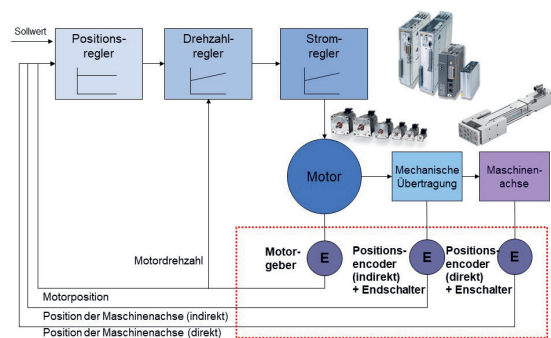 Sollwert
Positions-
regler
Drehzahl-
regler
Strom-
regler
Motor
Mechanische
Übertragung
Maschinen-
achse
Motor-
geber
E
Positions-
encoder
(indirekt)
+ Endschalter
E
Positions-
encoder
(direkt)
+ Enschalter
E
Motordrehzahl
Motorposition
Position der Maschinenachse (indirekt)
Position der Maschinenachse (direkt)